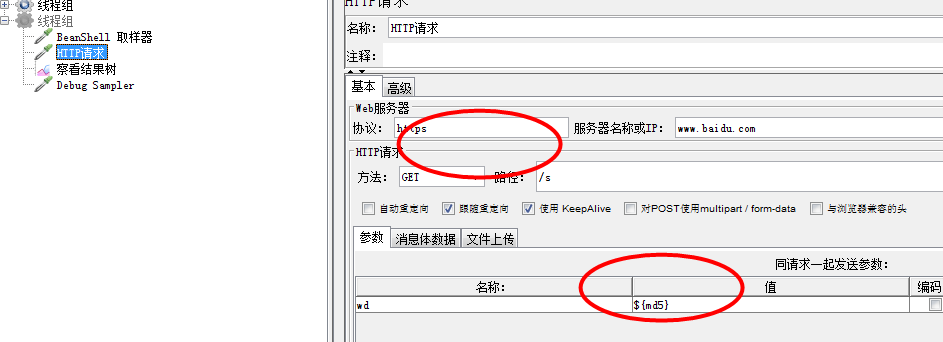 线程组
线程组
BeanShell 取样器
HTTP请求
察看结果树
Debug Sampler
HTTP请求
名称: HTTP请求
注释:
基本 高级
Web服务器
协议: https 服务器名称或IP: www.baidu.com
HTTP请求
方法: GET 路径: /s
自动重定向 跟随重定向 使用 KeepAlive 对POST使用multipart / form-data 与浏览器兼容的头
参数 消息体数据 文件上传
同请求一起发送参数:
名称: 值 编码
wd ${md5}